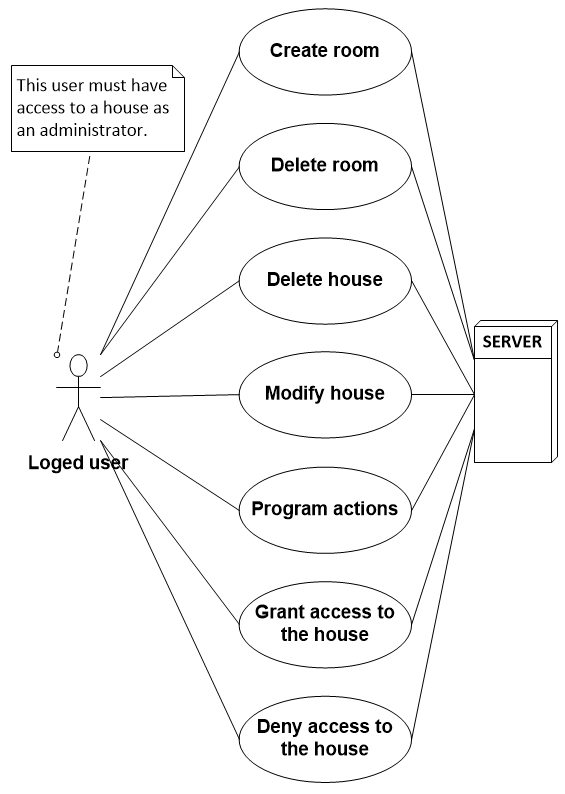 Create room
This user must have
access to a house as
an administrator.
Delete room
Delete house
SERVER
Modify house
Loged user
Program actions
Grant access to
the house
Deny access to
the house